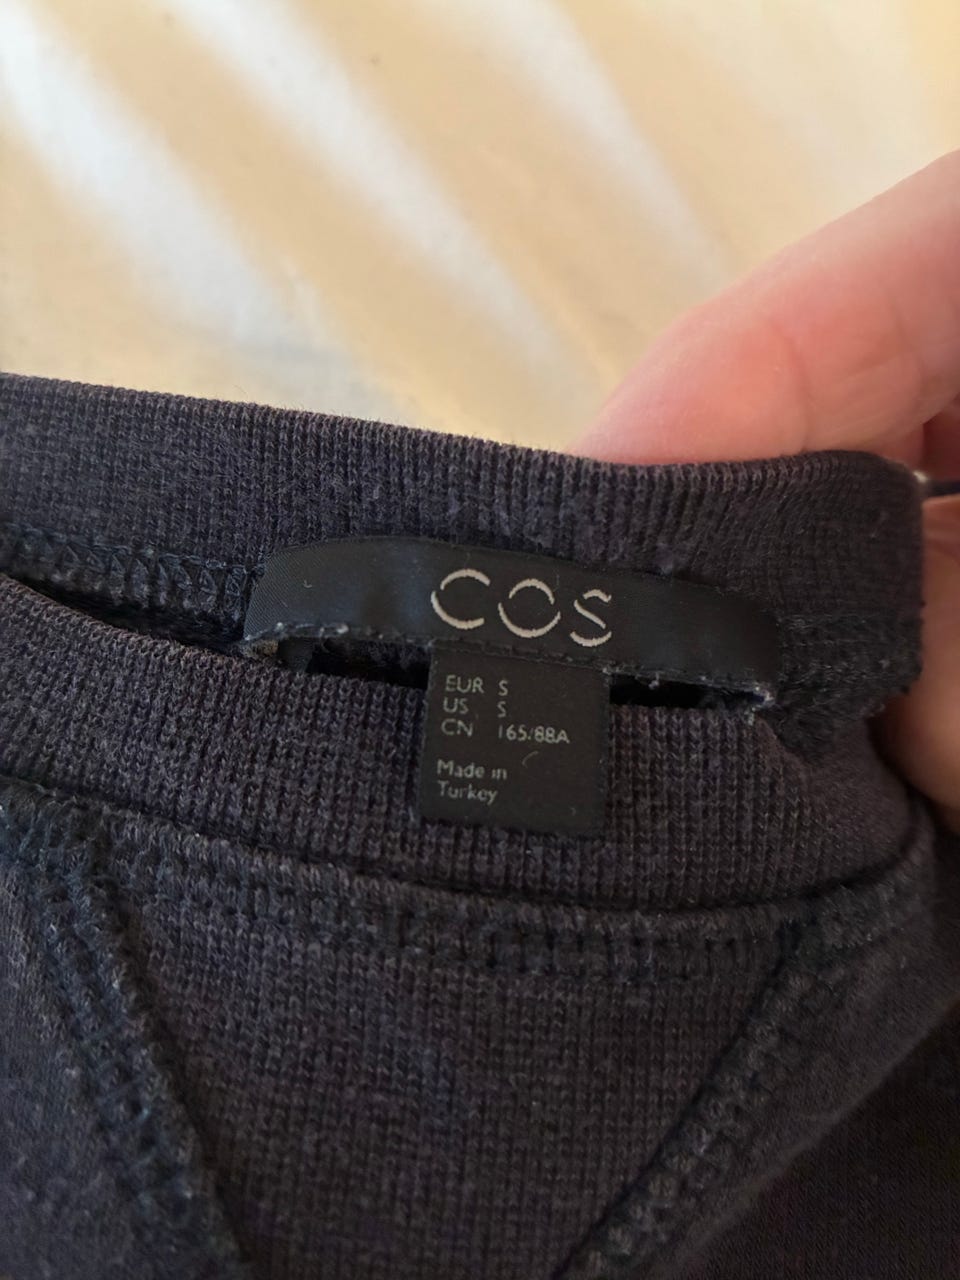 COS
EUR S
US S
CN 165/88A
Made in
Turkey